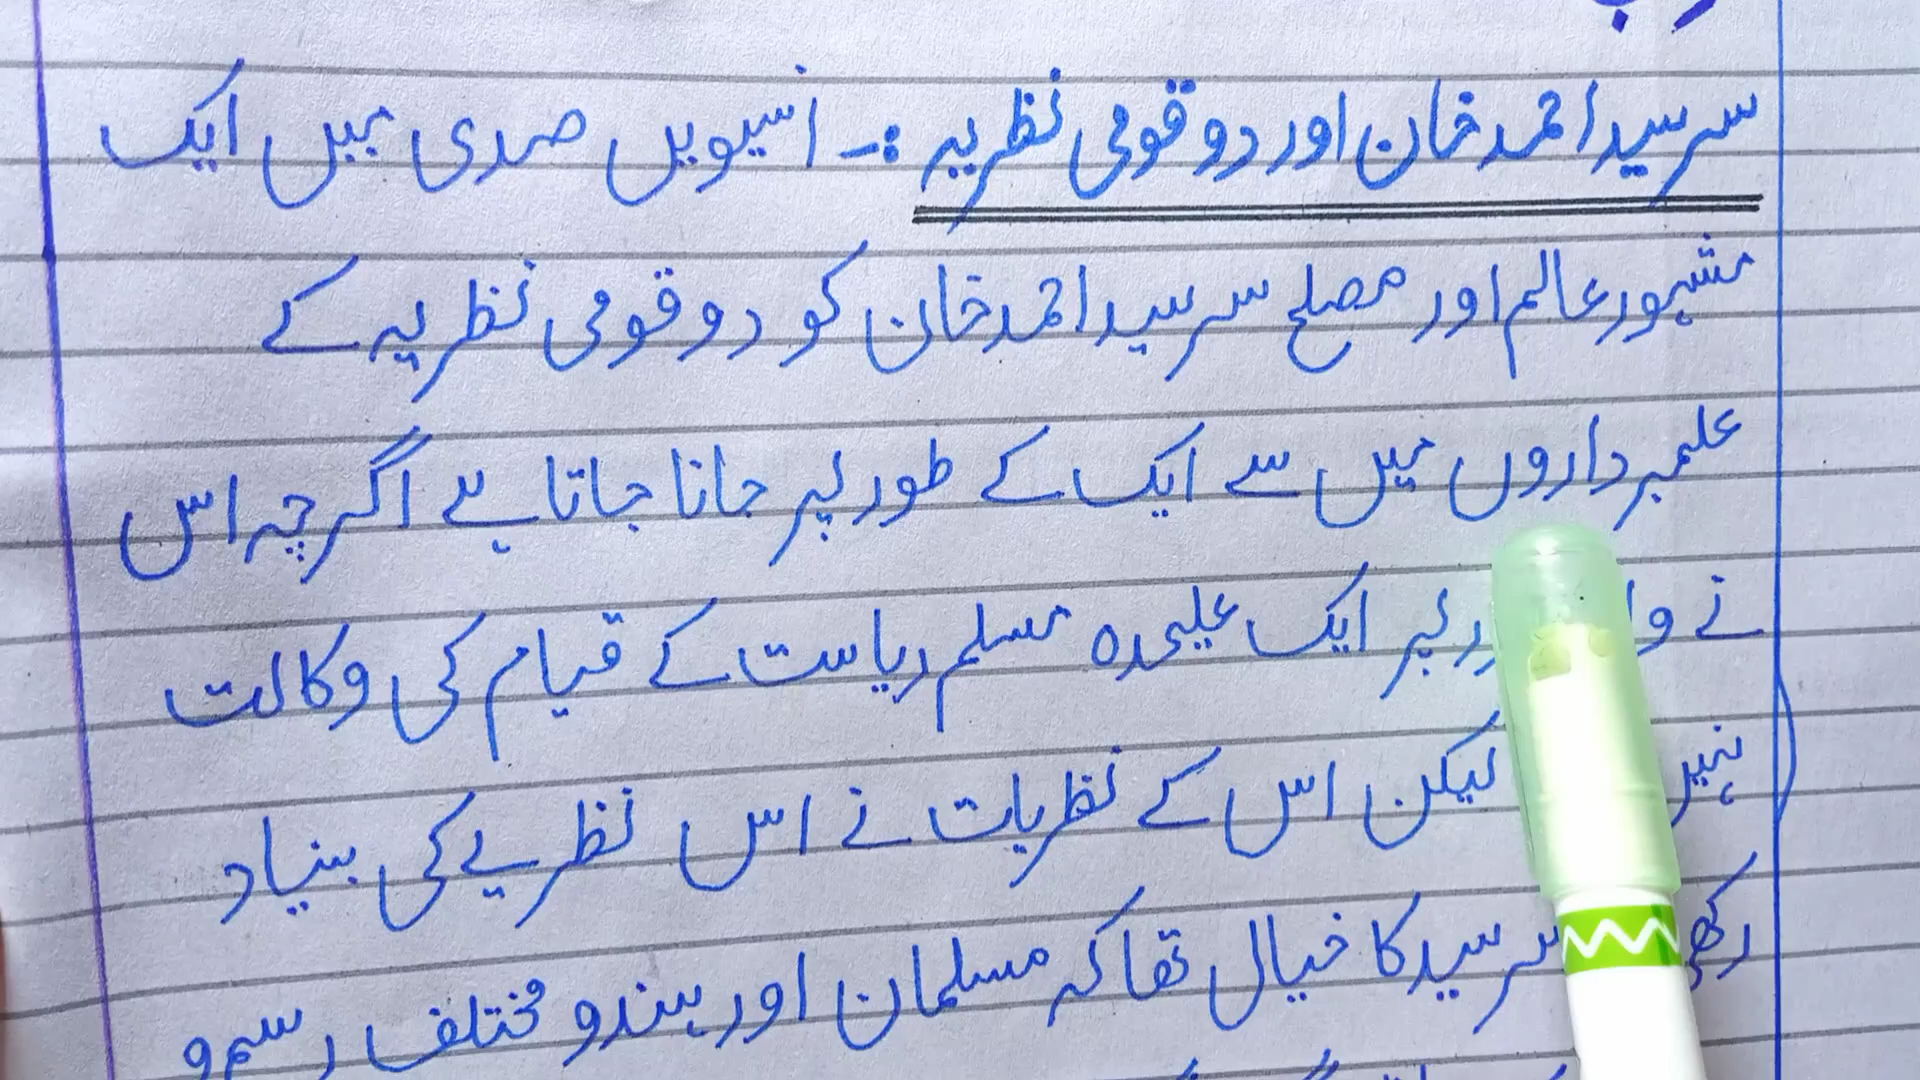 سرسید احمد خان اور دو قومی نظریہ :- انیسویں صدی میں ایک
مشہور عالم اور مصلح سرسید احمد خان کو دو قومی نظریہ کے
علمبرداروں میں سے ایک کے طور پر جانا جاتا ہے اگرچہ اس
نے پر ایک علیحدہ مسلم ریاست کے قیام کی وکالت
لیکن اس کے نظریات نے اس نظریے کی بنیاد
سرسید کا خیال تھا کہ مسلمان اور ہندو مختلف رسم و